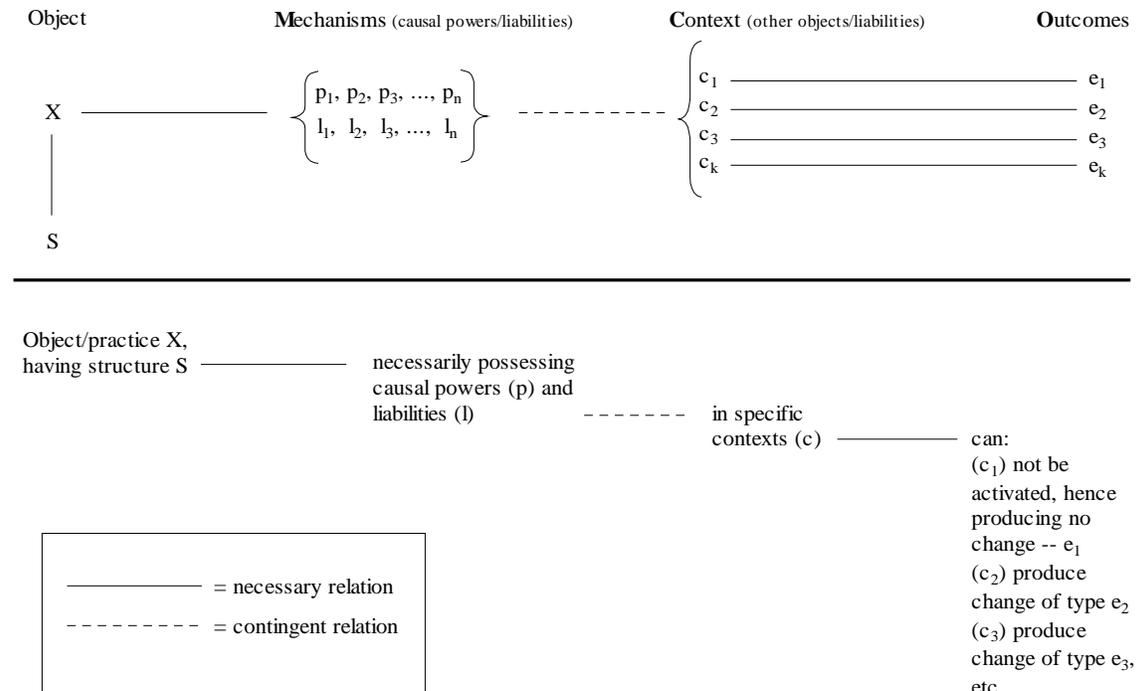 Object Mechanisms (causal powers/liabilities) Context (other objects/liabilities) Outcomes
c₁ e₁
p₁, p₂, p₃, ..., pₙ
X c₂ e₂
l₁, l₂, l₃, ..., lₙ
c₃ e₃
cₖ eₖ
S
Object/practice X,
having structure S
necessarily possessing
causal powers (p) and
liabilities (l)
in specific
contexts (c)
can:
(c₁) not be
activated, hence
producing no
change -- e₁
(c₂) produce
change of type e₂
(c₃) produce
change of type e₃,
etc
= necessary relation
= contingent relation